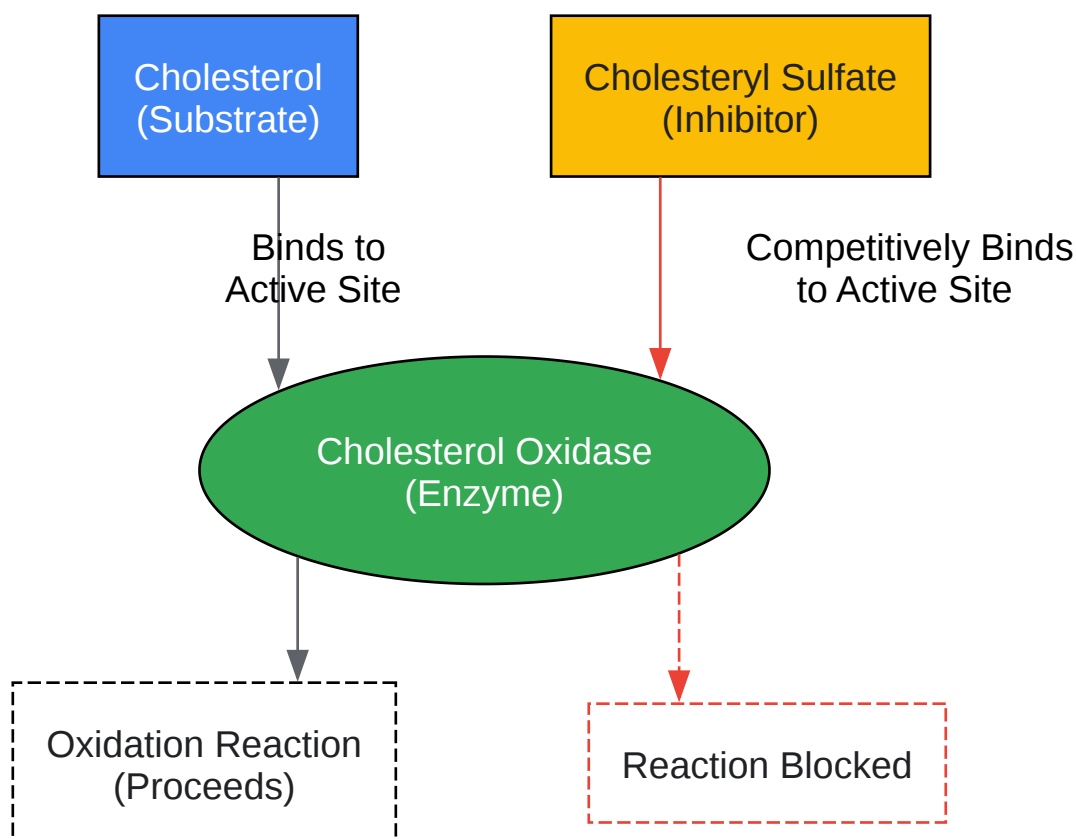 Cholesterol
(Substrate)
Cholesteryl Sulfate
(Inhibitor)
Binds to
Active Site
Competitively Binds
to Active Site
Cholesterol Oxidase
(Enzyme)
Oxidation Reaction
(Proceeds)
Reaction Blocked